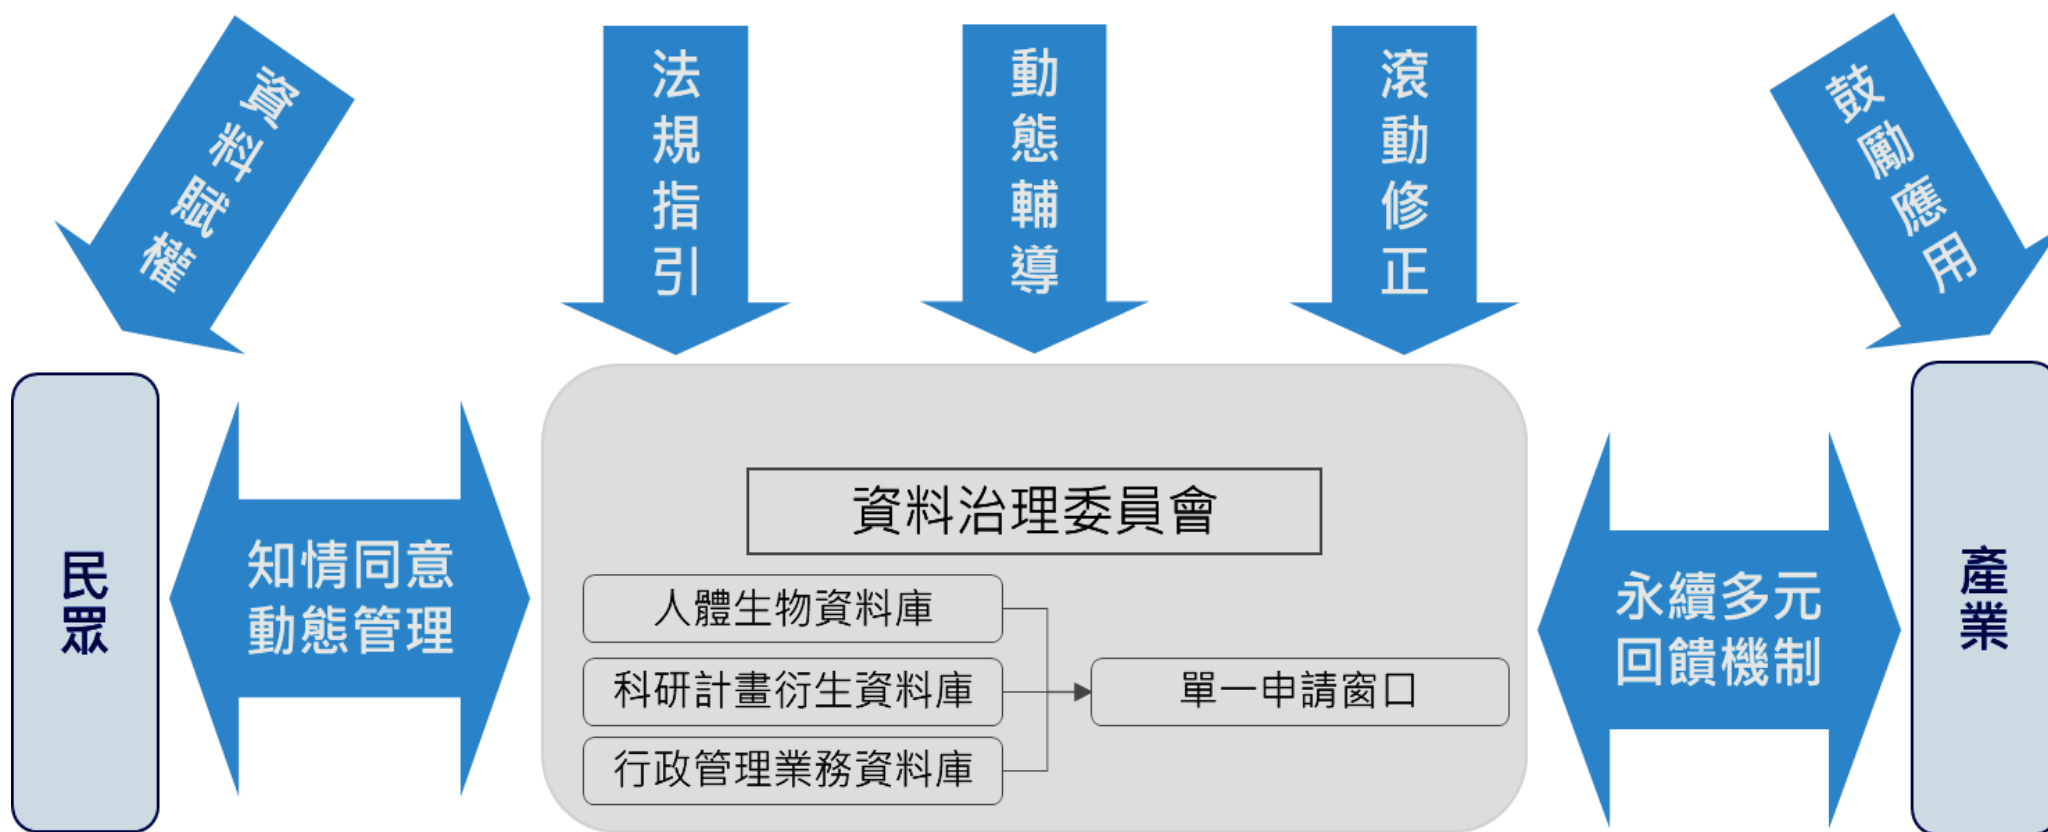 資料賦權
法規指引
動態輔導
滾動修正
鼓勵應用
民眾
知情同意
動態管理
資料治理委員會
人體生物資料庫
科研計畫衍生資料庫
行政管理業務資料庫
單一申請窗口
永續多元
回饋機制
產業